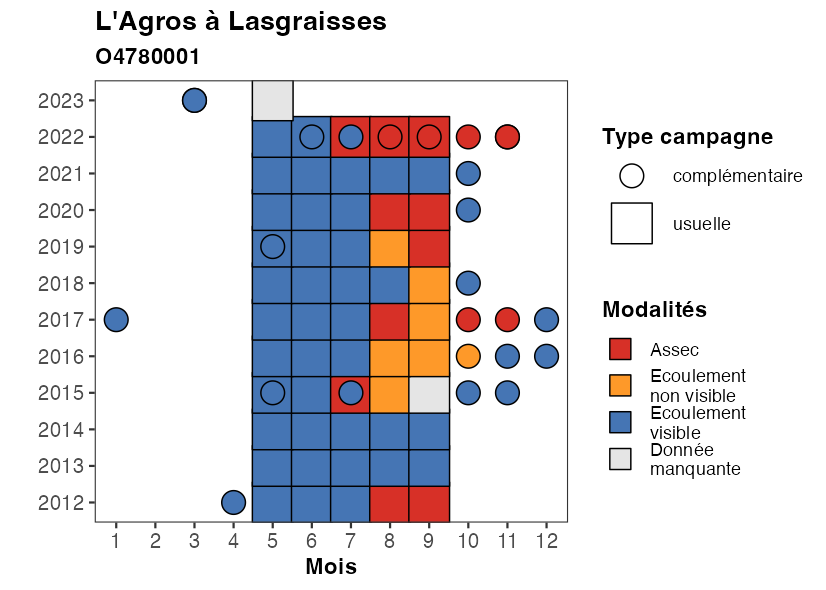 L'Agros à Lasgraisses
O4780001
2023
2022
2021
2020
2019
2018
2017
2016
2015
2014
2013
2012
1 2 3 4 5 6 7 8 9 10 11 12
Mois
Type campagne
complémentaire
usuelle
Modalités
Assec
Ecoulement
non visible
Ecoulement
visible
Donnée
manquante